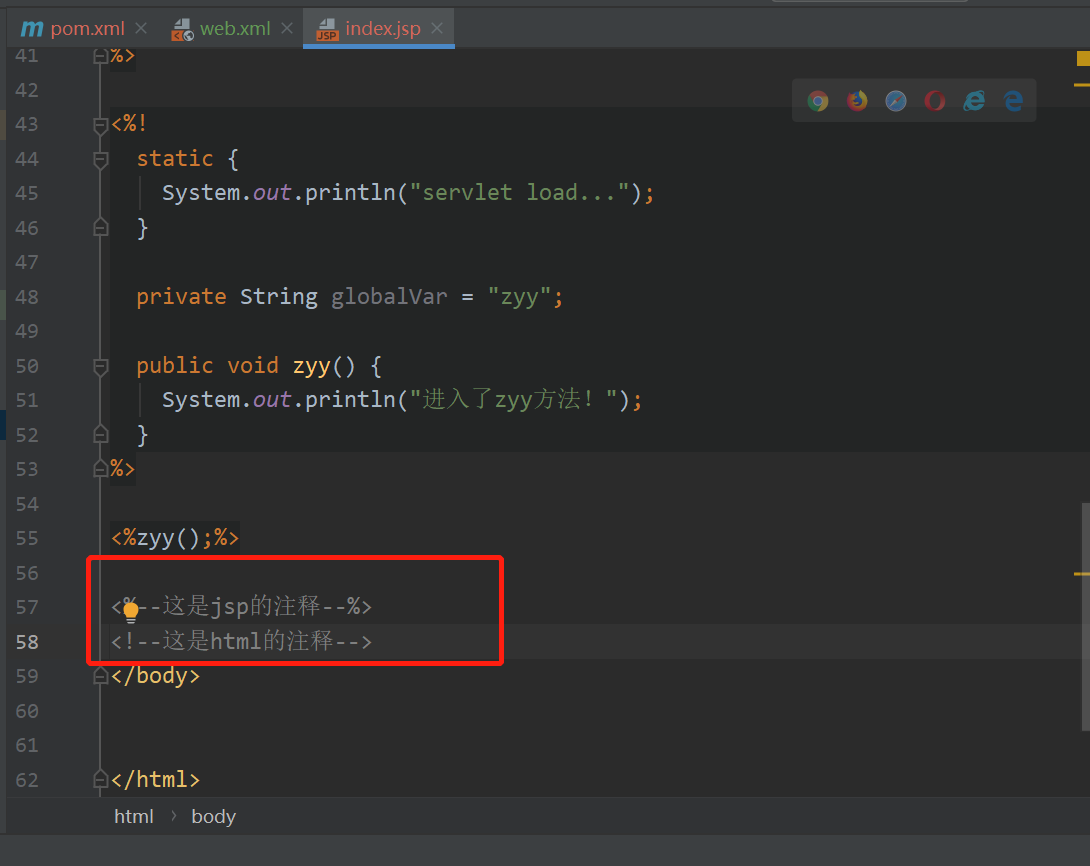 pom.xml
web.xml
JSP index.jsp
41 %>
42
43 <%!
44 static {
45 System.out.println("servlet load...");
46 }
47
48 private String globalVar = "zyy";
49
50 public void zyy() {
51 System.out.println("进入了zyy方法！");
52 }
53 %>
54
55 <%zyy();%>
56
57 <%--这是jsp的注释--%>
58 <!--这是html的注释-->
59 </body>
60
61
62 </html>
html › body